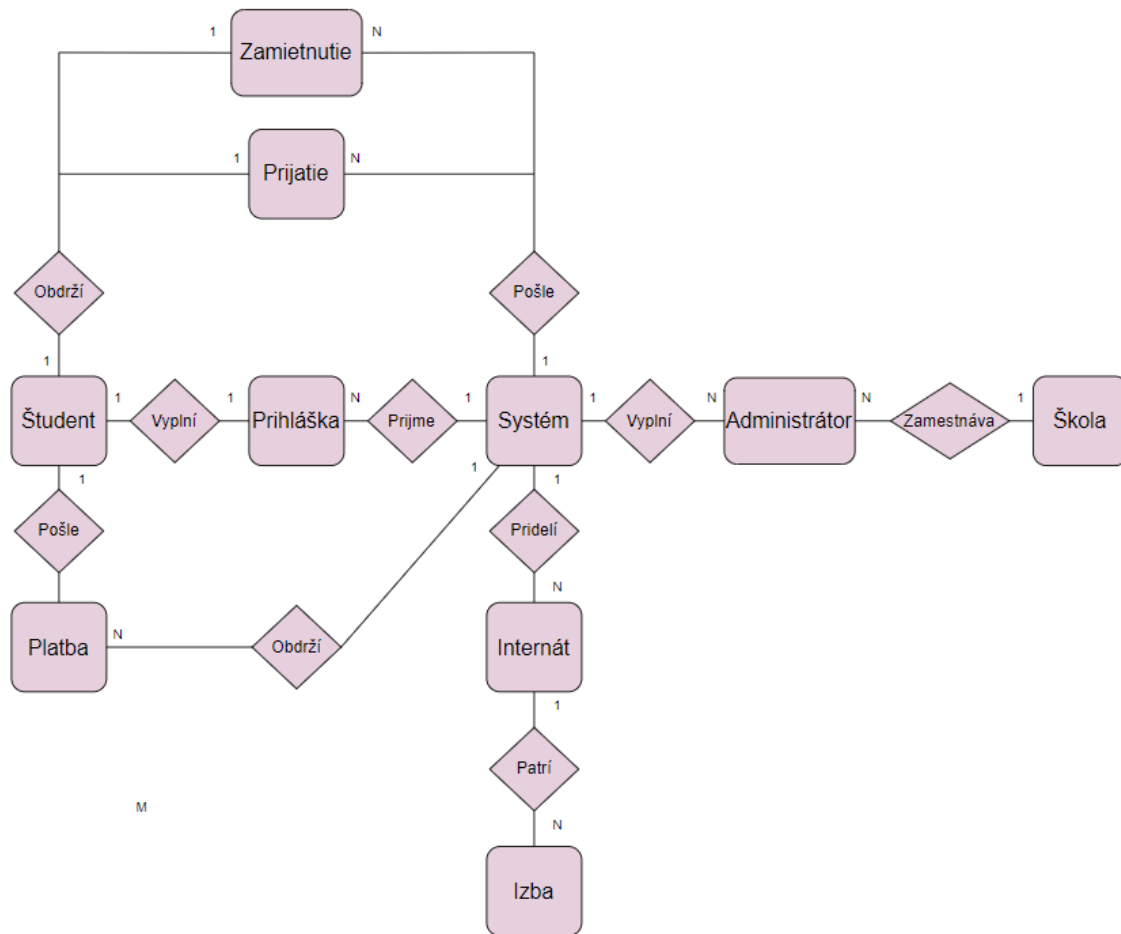 1
Zamietnutie
N
1
Prijatie
N
Obdrží
Pošle
1
1
Študent
1
Vyplní
1
Prihláška
N
Prijme
1
Systém
1
Vyplní
N
Administrátor
N
Zamestnáva
1
Škola
1
1
1
Pošle
Pridelí
N
Platba
N
Obdrží
Internát
1
Patrí
M
N
Izba